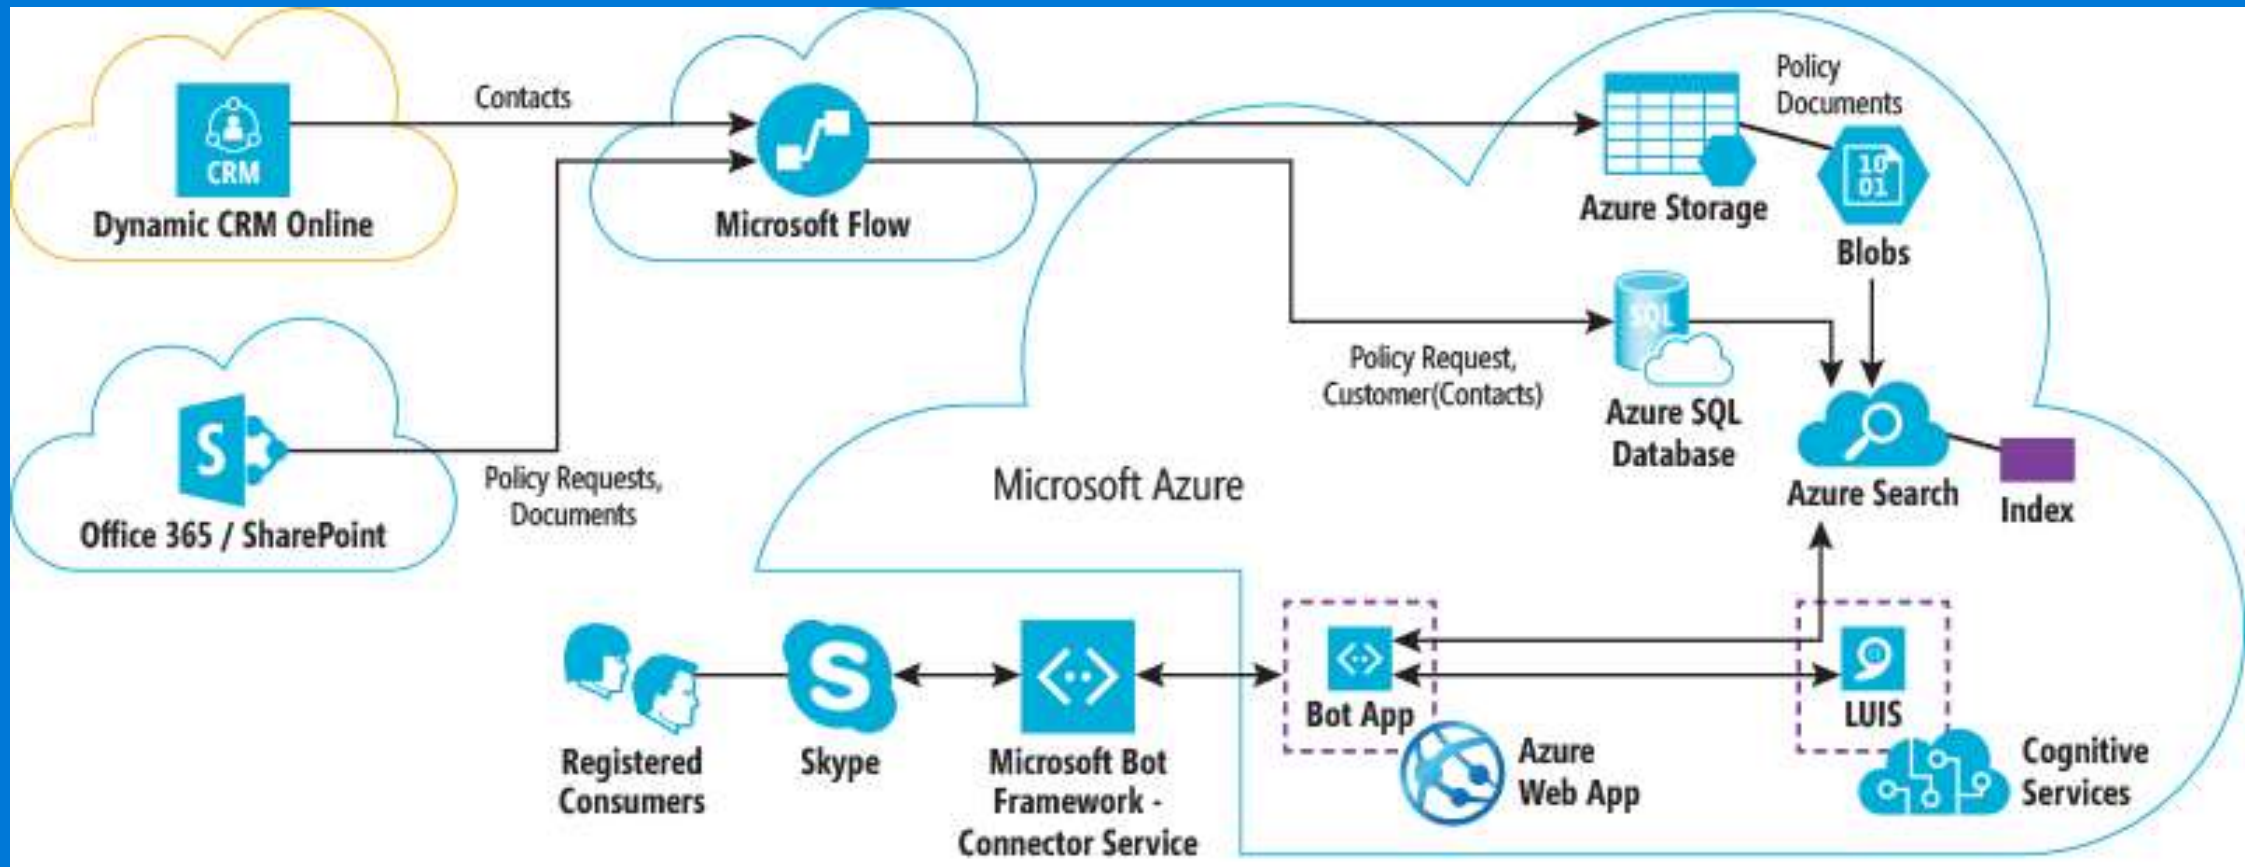 Contacts
CRM
Dynamic CRM Online
Microsoft Flow
Policy
Documents
10
01
Azure Storage
Blobs
SQL
Policy Request,
Customer(Contacts)
Azure SQL
Database
Azure Search
Index
S
Office 365 / SharePoint
Policy Requests,
Documents
Microsoft Azure
S
Registered
Consumers
Skype
Microsoft Bot
Framework -
Connector Service
Bot App
Azure
Web App
LUIS
Cognitive
Services